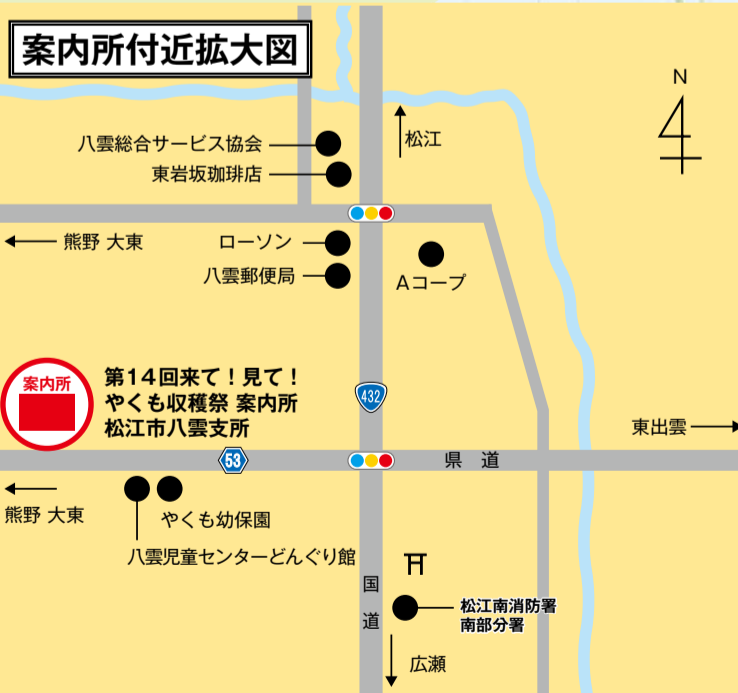 案内所付近拡大図
N
松江
八雲総合サービス協会
東岩坂珈琲店
熊野 大東
ローソン
八雲郵便局
Aコープ
案内所
第14回来て！見て！
やくも収穫祭 案内所
松江市八雲支所
432
東出雲
53
県 道
熊野 大東
やくも幼保園
八雲児童センターどんぐり館
国
道
松江南消防署
南部分署
広瀬